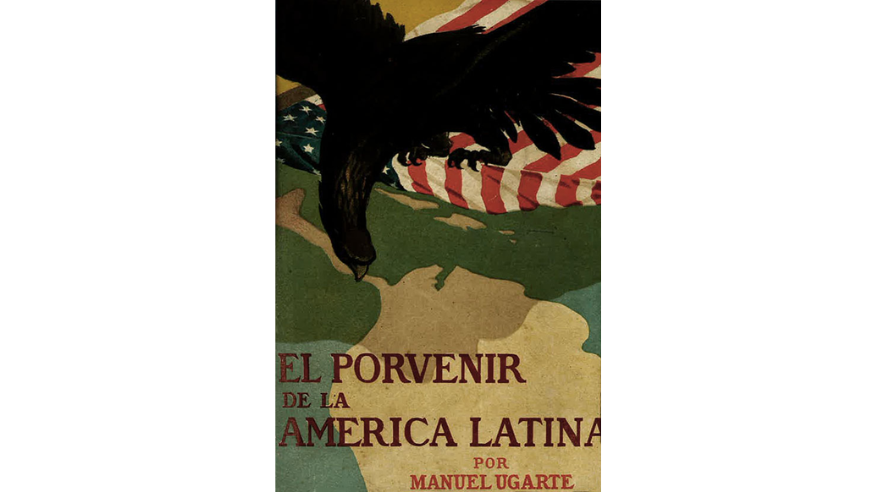 EL PORVENIR
DE LA
AMERICA LATINA
POR
MANUEL UGARTE